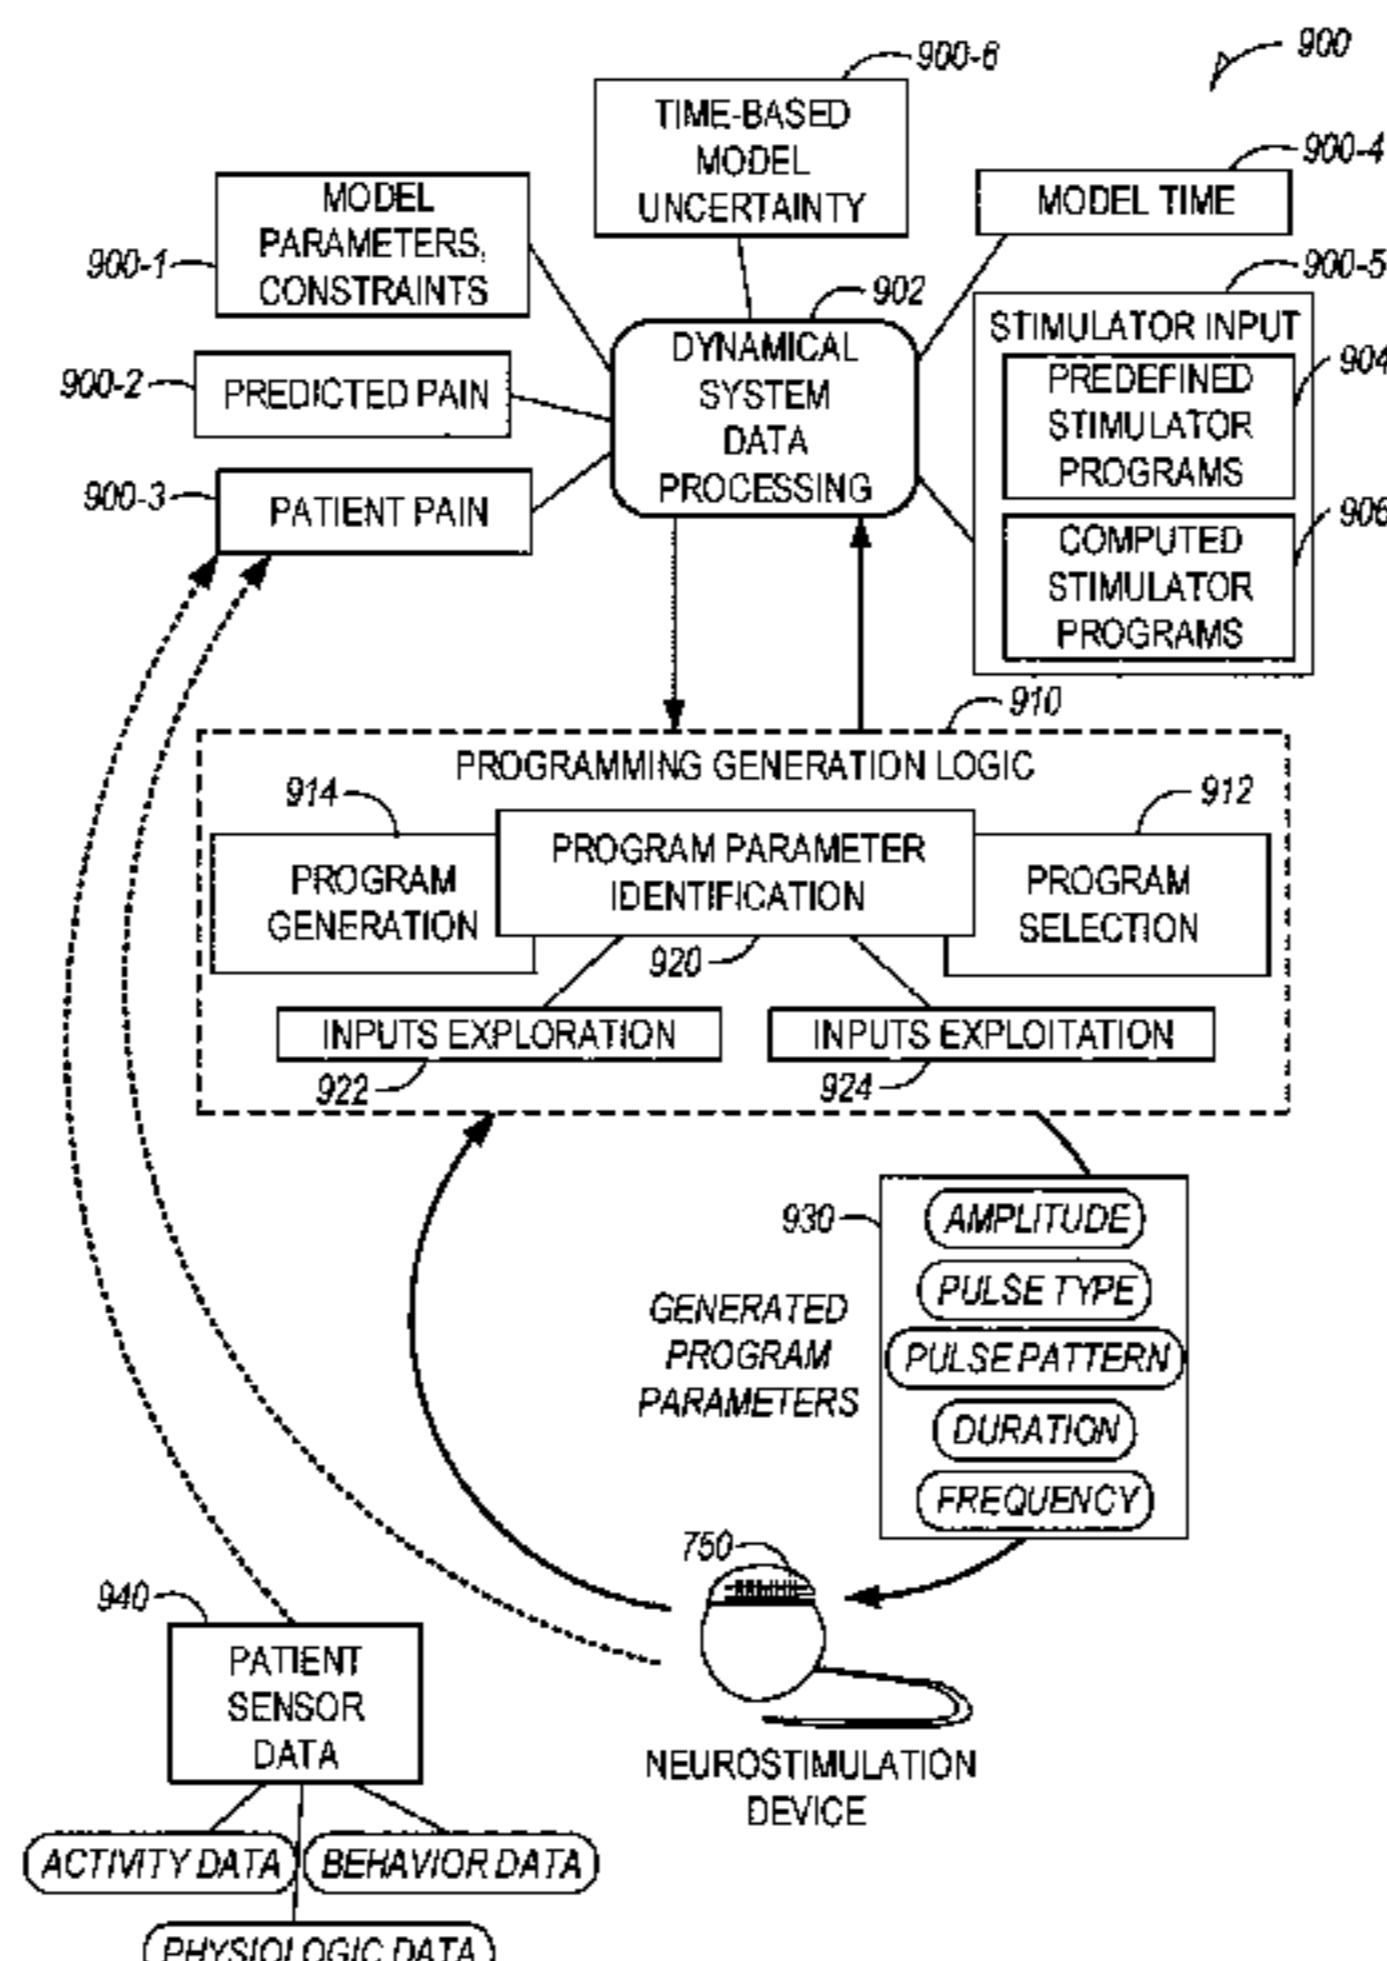 900
900-6
TIME-BASED
MODEL
UNCERTAINTY
900-4
MODEL TIME
MODEL
PARAMETERS,
CONSTRAINTS
900-1
900-5
STIMULATOR INPUT
904
PREDEFINED
STIMULATOR
PROGRAMS
906
COMPUTED
STIMULATOR
PROGRAMS
902
DYNAMICAL
SYSTEM
DATA
PROCESSING
900-2
PREDICTED PAIN
900-3
PATIENT PAIN
910
PROGRAMMING GENERATION LOGIC
914
912
PROGRAM
GENERATION
PROGRAM PARAMETER
IDENTIFICATION
PROGRAM
SELECTION
920
INPUTS EXPLORATION
INPUTS EXPLOITATION
922
924
930
AMPLITUDE
PULSE TYPE
PULSE PATTERN
DURATION
FREQUENCY
GENERATED
PROGRAM
PARAMETERS
750
NEUROSTIMULATION
DEVICE
940
PATIENT
SENSOR
DATA
ACTIVITY DATA
BEHAVIOR DATA
PHYSIOLOGIC DATA